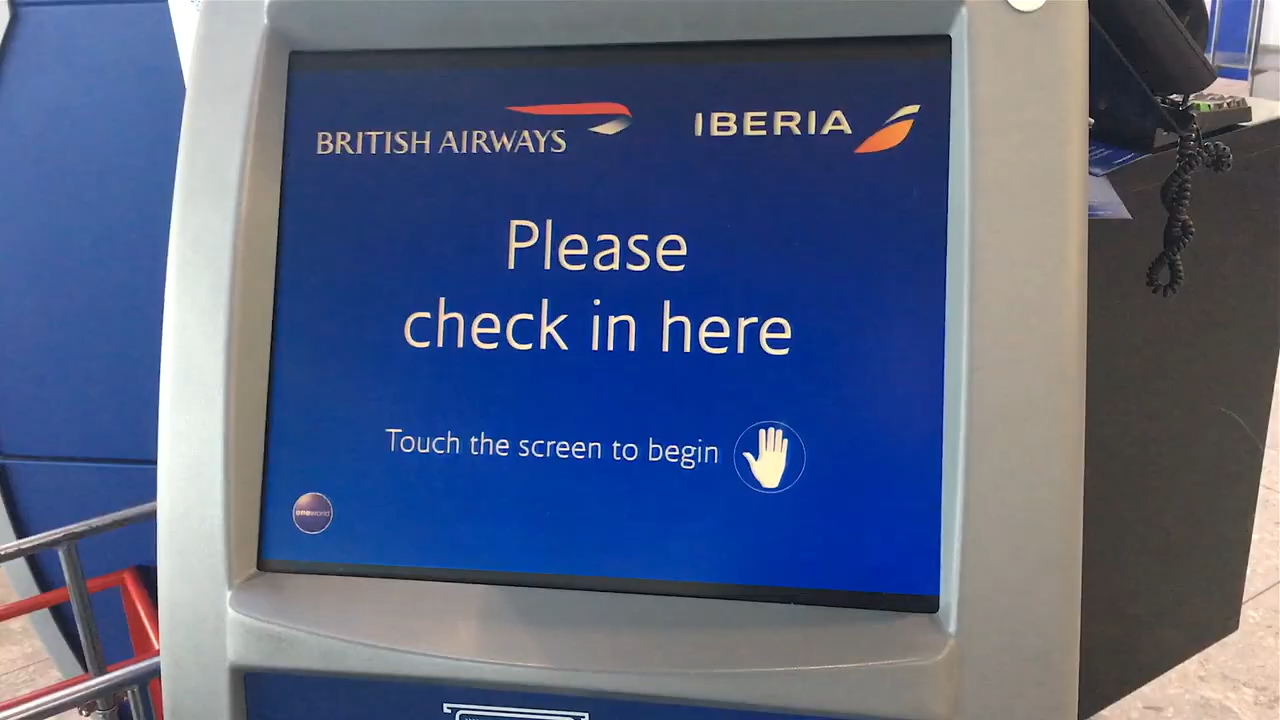 BRITISH AIRWAYS
IBERIA
Please
check in here
Touch the screen to begin
oneworld